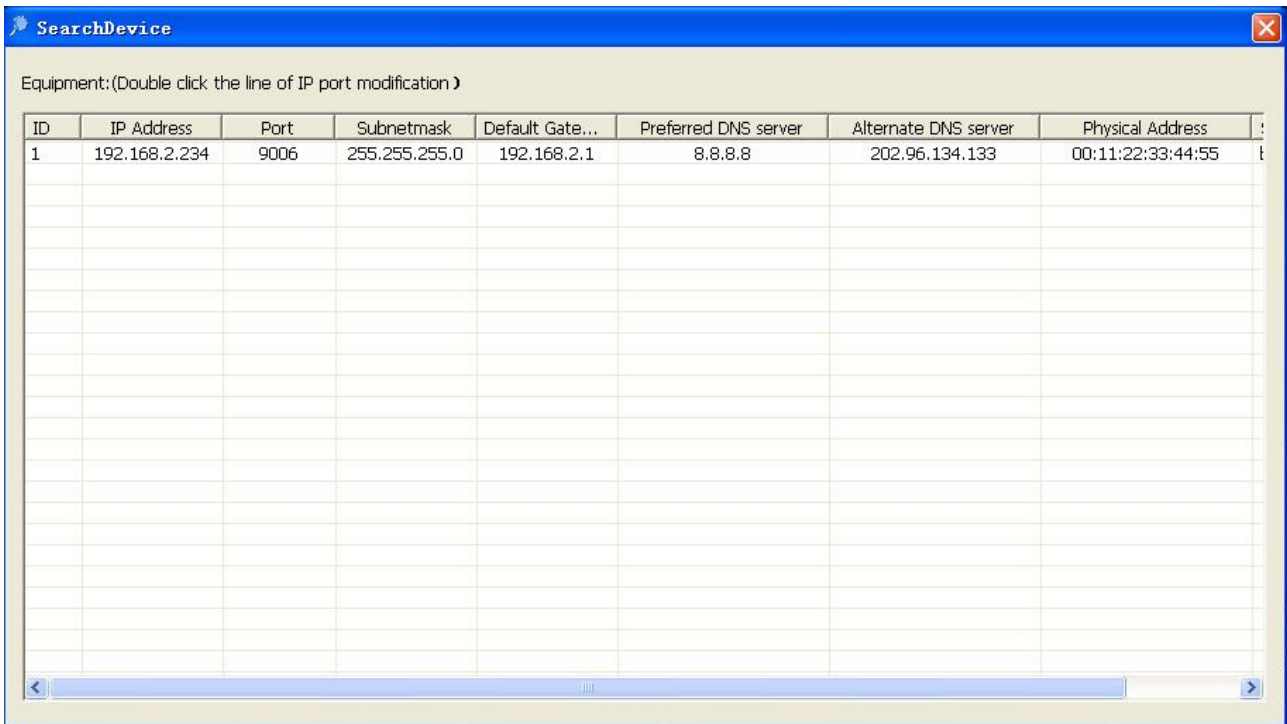 SearchDevice
Equipment:(Double click the line of IP port modification)
ID IP Address Port Subnetmask Default Gate... Preferred DNS server Alternate DNS server Physical Address
1 192.168.2.234 9006 255.255.255.0 192.168.2.1 8.8.8.8 202.96.134.133 00:11:22:33:44:55